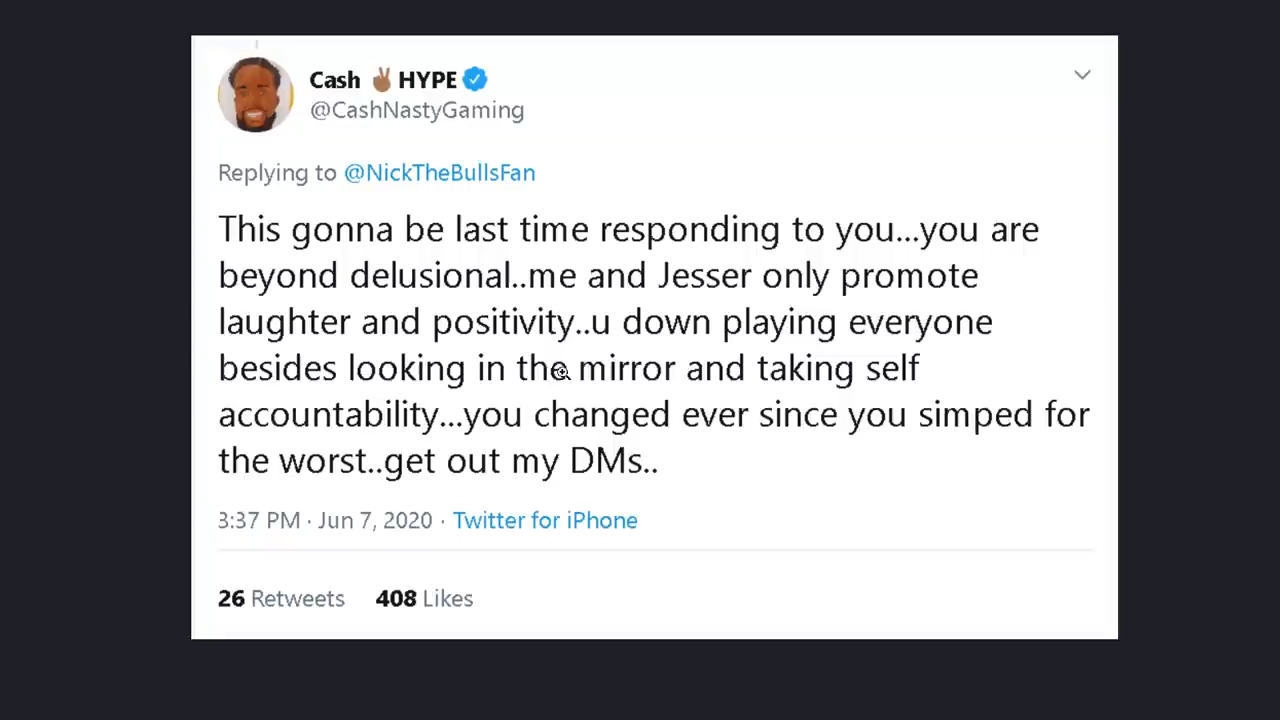 Cash ✌🏾HYPE
@CashNastyGaming
Replying to @NickTheBullsFan
This gonna be last time responding to you...you are
beyond delusional..me and Jesser only promote
laughter and positivity..u down playing everyone
besides looking in the mirror and taking self
accountability...you changed ever since you simped for
the worst..get out my DMs..
3:37 PM · Jun 7, 2020 · Twitter for iPhone
26 Retweets 408 Likes